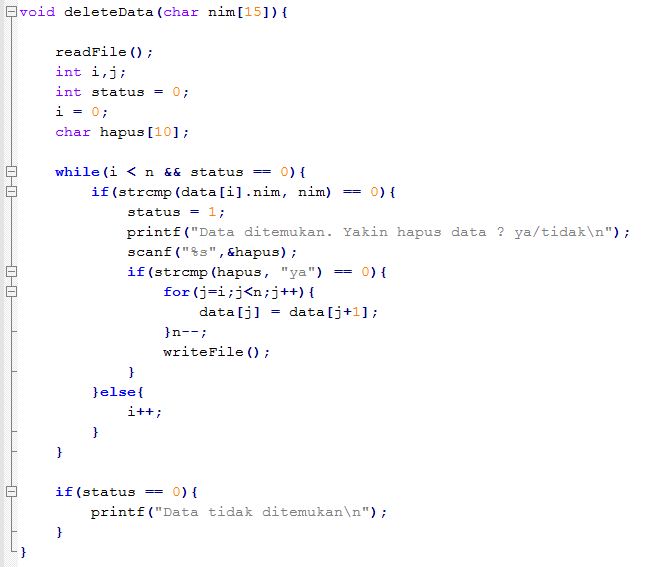 void deleteData(char nim[15]){
readFile();
int i,j;
int status = 0;
i = 0;
char hapus[10];
while(i < n && status == 0){
if(strcmp(data[i].nim, nim) == 0){
status = 1;
printf("Data ditemukan. Yakin hapus data ? ya/tidak\n");
scanf("%s",&hapus);
if(strcmp(hapus, "ya") == 0){
for(j=i;j<n;j++){
data[j] = data[j+1];
}n--;
writeFile();
}
}else{
i++;
}
}
if(status == 0){
printf("Data tidak ditemukan\n");
}
}